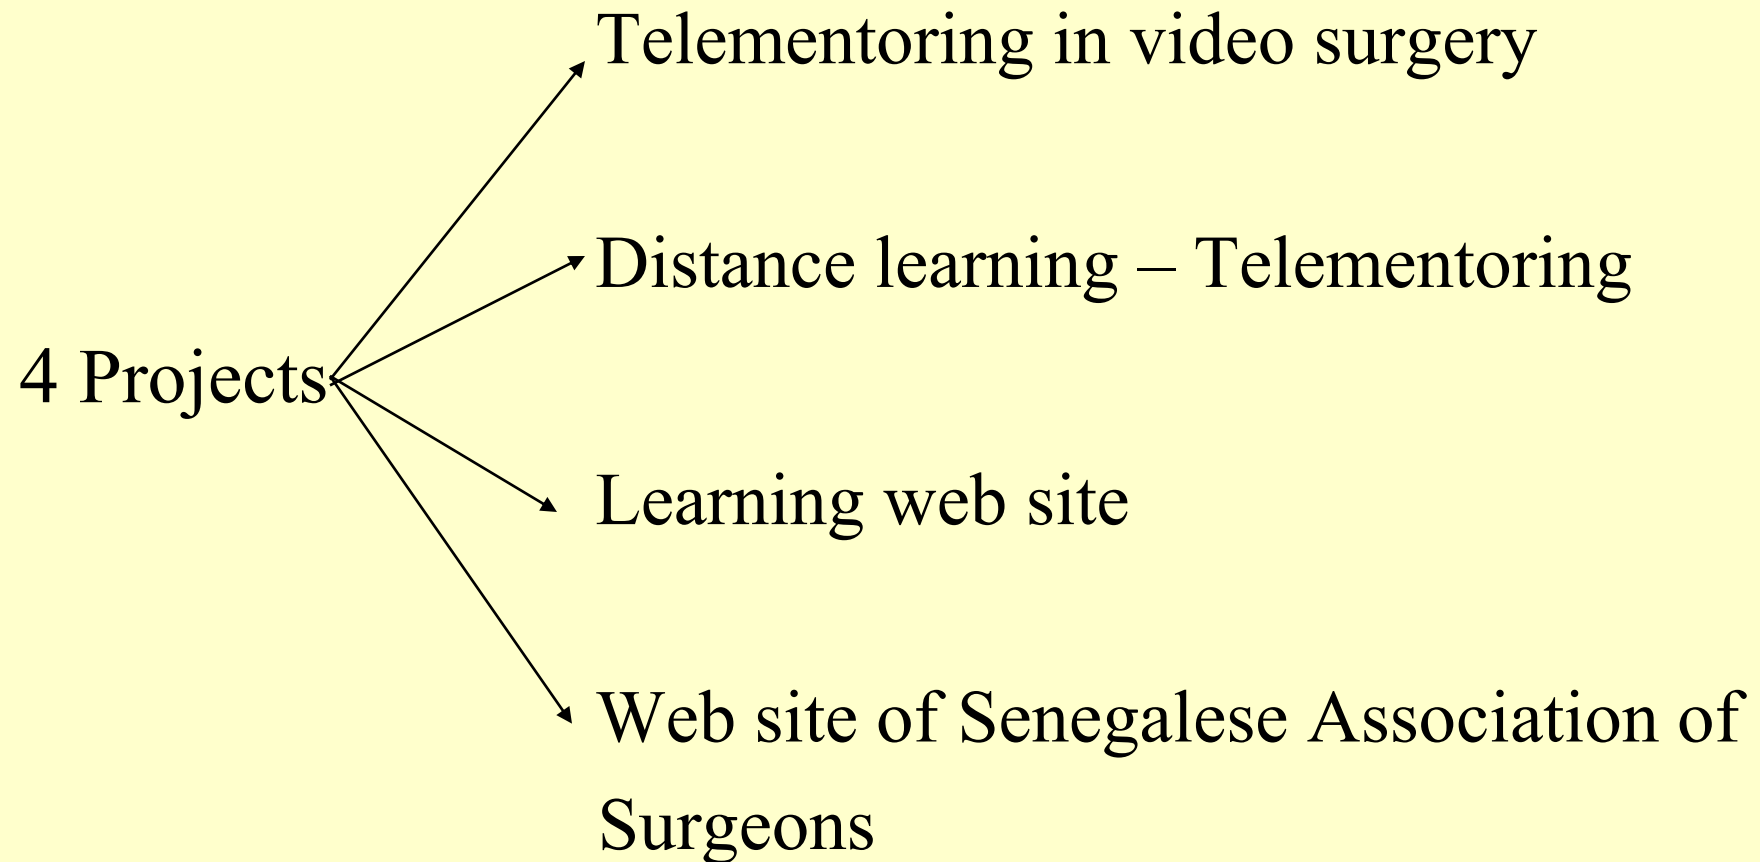 Telementoring in video surgery
Distance learning – Telementoring
4 Projects
Learning web site
Web site of Senegalese Association of
Surgeons